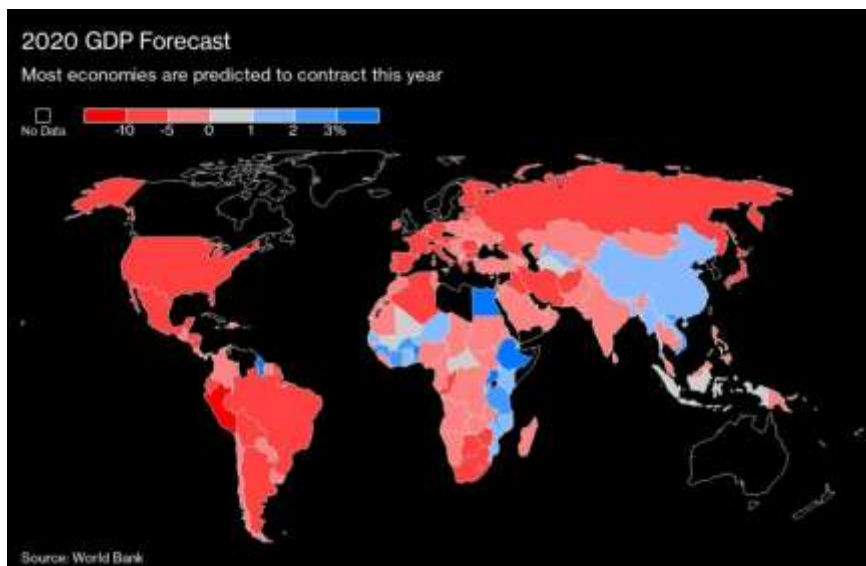 2020 GDP Forecast
Most economies are predicted to contract this year
No Data -10 -5 0 1 2 3%
Source: World Bank